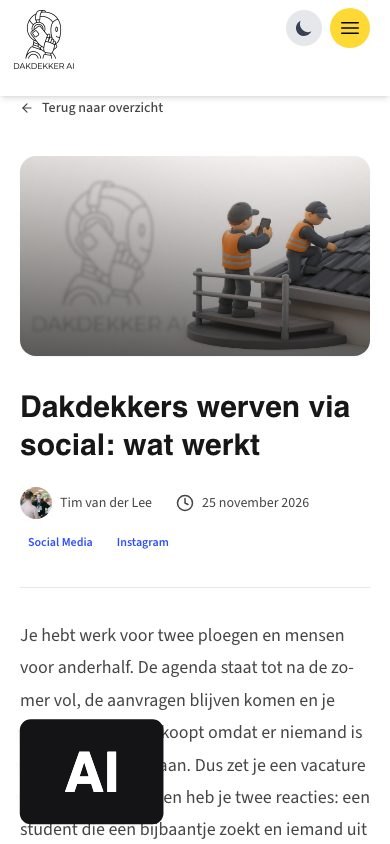 DAKDEKKER AI
Terug naar overzicht
DAKDEKKER AI
Dakdekkers werven via
social: wat werkt
Tim van der Lee
25 november 2026
Social Media
Instagram
Je hebt werk voor twee ploegen en mensen
voor anderhalf. De agenda staat tot na de zo-
mer vol, de aanvragen blijven komen en je
koopt omdat er niemand is
aan. Dus zet je een vacature
en heb je twee reacties: een
student die een bijbaantje zoekt en iemand uit
AI